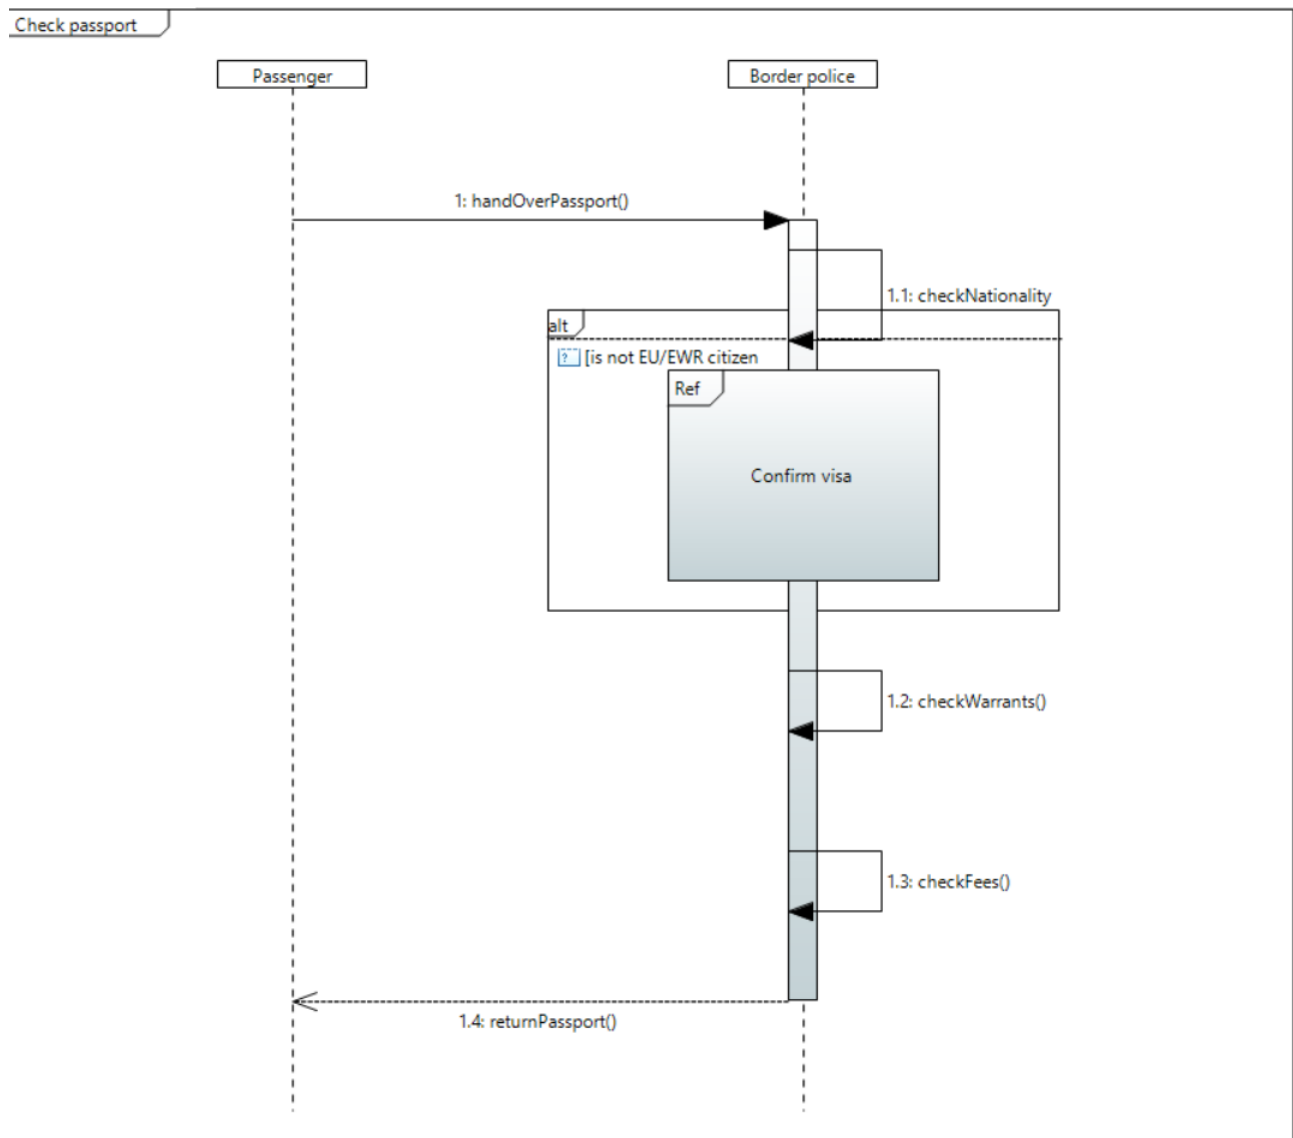 Check passport
Passenger
Border police
1: handOverPassport()
1.1: checkNationality
alt
? [is not EU/EWR citizen
Ref
Confirm visa
1.2: checkWarrants()
1.3: checkFees()
1.4: returnPassport()